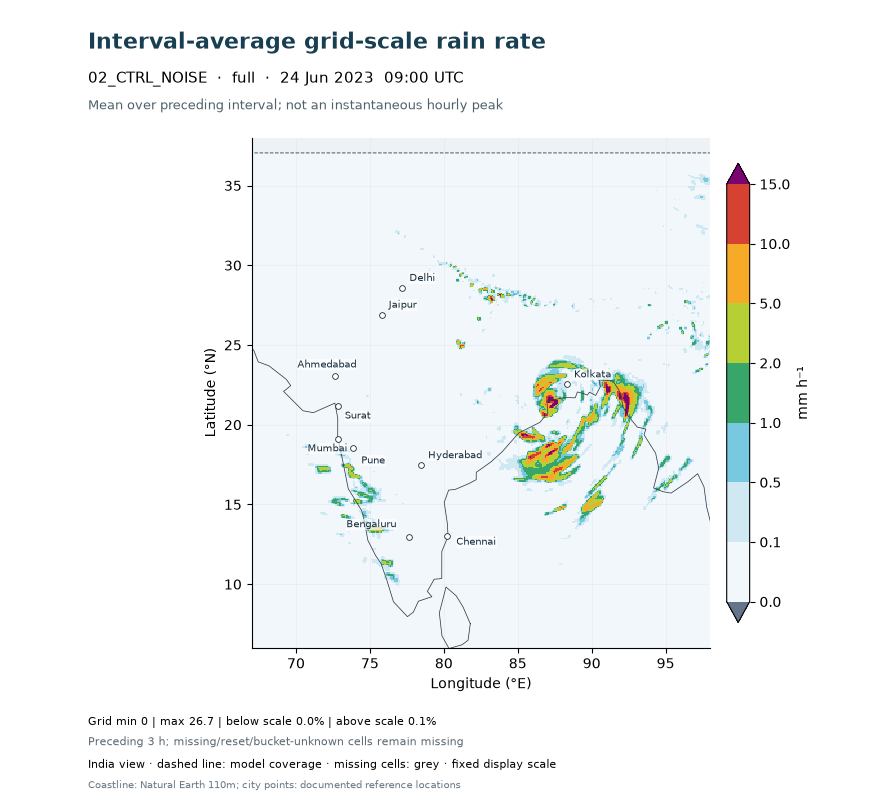 Interval-average grid-scale rain rate
02_CTRL_NOISE · full · 24 Jun 2023 09:00 UTC
Mean over preceding interval; not an instantaneous hourly peak
35
30
25
20
15
10
Latitude (°N)
Delhi
Jaipur
Ahmedabad
Kolkata
Surat
Mumbai
Pune
Hyderabad
Bengaluru
Chennai
70
75
80
85
90
95
Longitude (°E)
15.0
10.0
5.0
2.0
1.0
0.5
0.1
0.0
mm h⁻¹
Grid min 0 | max 26.7 | below scale 0.0% | above scale 0.1%
Preceding 3 h; missing/reset/bucket-unknown cells remain missing
India view · dashed line: model coverage · missing cells: grey · fixed display scale
Coastline: Natural Earth 110m; city points: documented reference locations